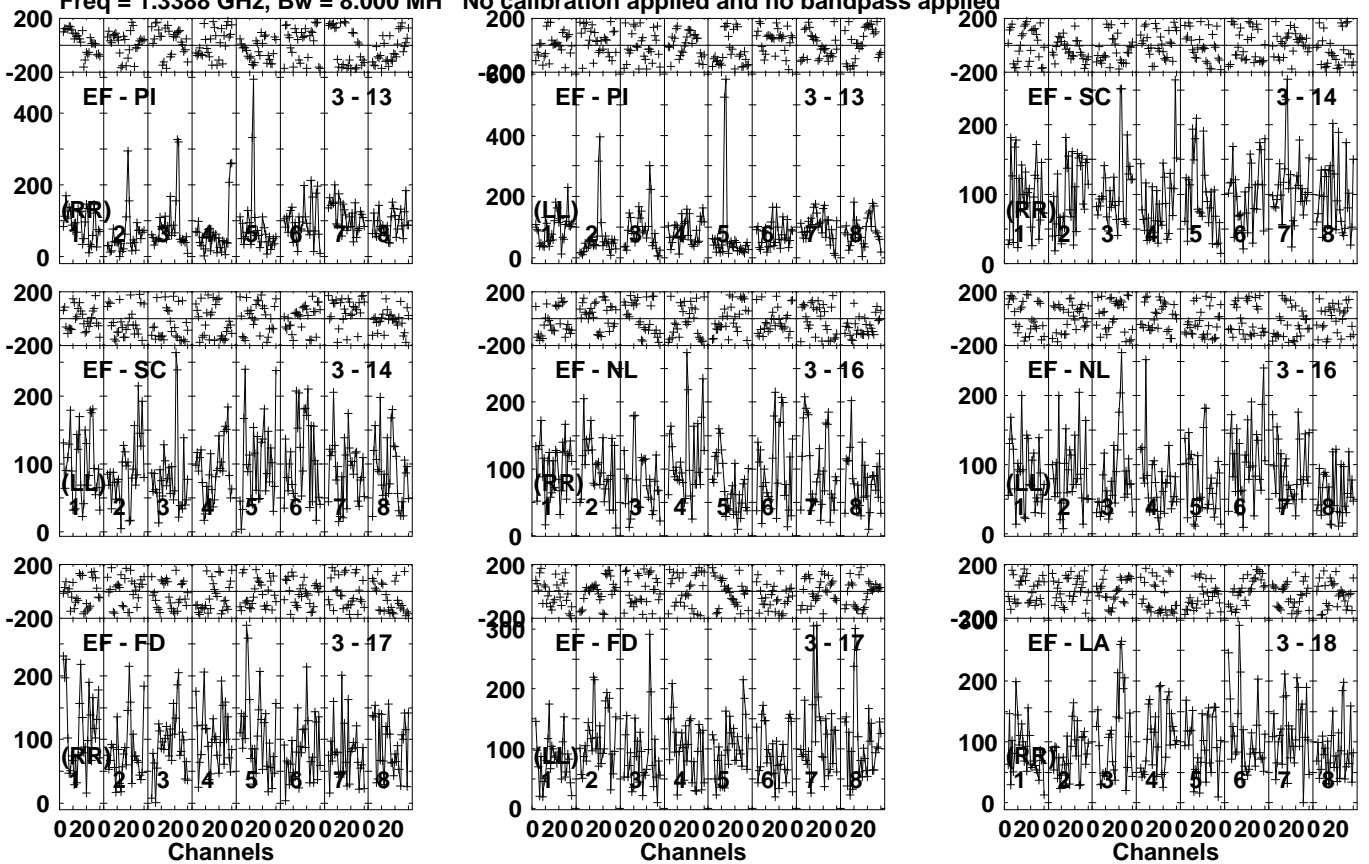 Freq = 1.3388 GHz, Bw = 8.000 MH No calibration applied and no bandpass applied
200 200 200
-200 -200
EF - PI 3 - 13 EF - PI 3 - 13 EF - SC 3 - 14
400 600 200
400
200 200 100
(RR) (LL) (RR)
1 2 3 4 5 6 7 8 1 2 3 4 5 6 7 8 1 2 3 4 5 6 7 8
0 0 0
200 200 200
-200 -200 -200
EF - SC 3 - 14 EF - NL 3 - 16 EF - NL 3 - 16
200 200 200
100 100 100
(LL) (RR) (LL)
1 2 3 4 5 6 7 8 1 2 3 4 5 6 7 8 1 2 3 4 5 6 7 8
0 0 0
200 200 200
-200 -200 -200
EF - FD 3 - 17 EF - FD 3 - 17 EF - LA 3 - 18
300 300
200 200 200
100 100 100
(RR) (LL) (RR)
1 2 3 4 5 6 7 8 1 2 3 4 5 6 7 8 1 2 3 4 5 6 7 8
0 0 0
0 20 0 20 0 20 0 20 0 20 0 20 0 20 0 20 0 20 0 20 0 20 0 20 0 20 0 20 0 20 0 20 0 20 0 20 0 20 0 20 0 20 0 20 0 20 0 20
Channels Channels Channels